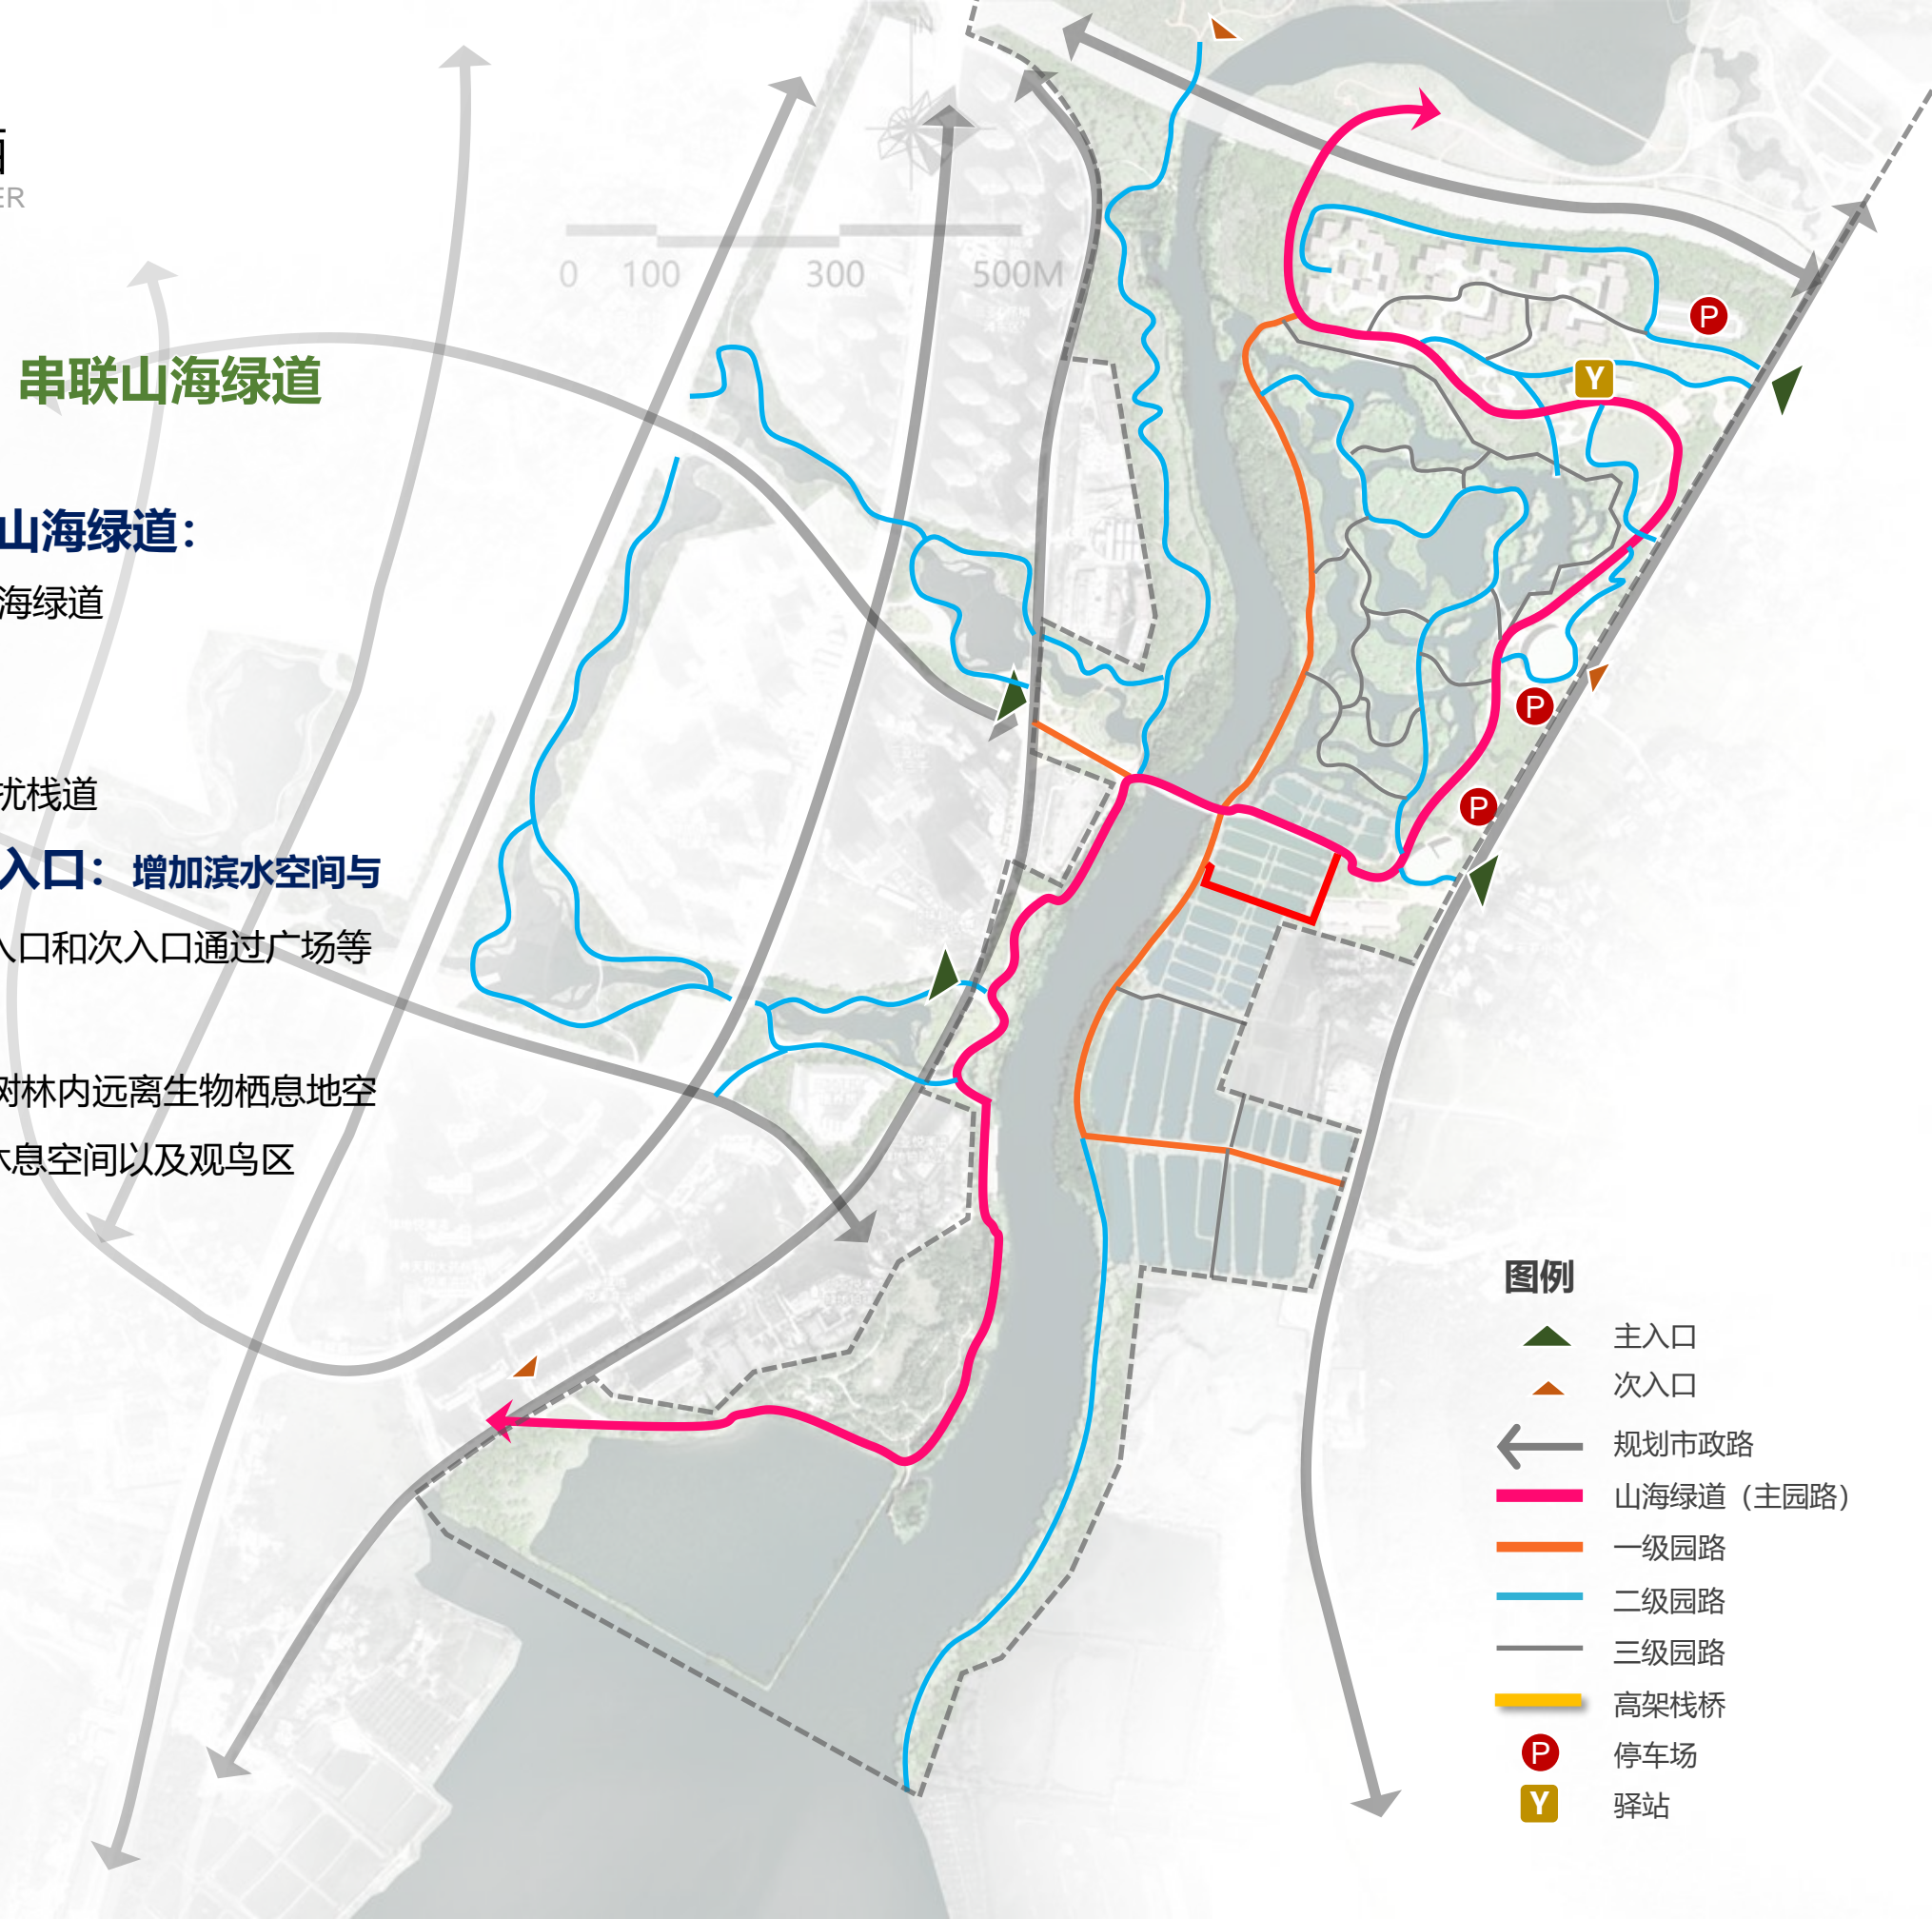 ER
串联山海绿道
山海绿道：
海绿道
扰栈道
入口：增加滨水空间与
入口和次入口通过广场等
树林内远离生物栖息地空
休息空间以及观鸟区
N
0 100 300 500M
P
Y
P
P
图例
主入口
次入口
规划市政路
山海绿道（主园路）
一级园路
二级园路
三级园路
高架栈桥
P 停车场
Y 驿站